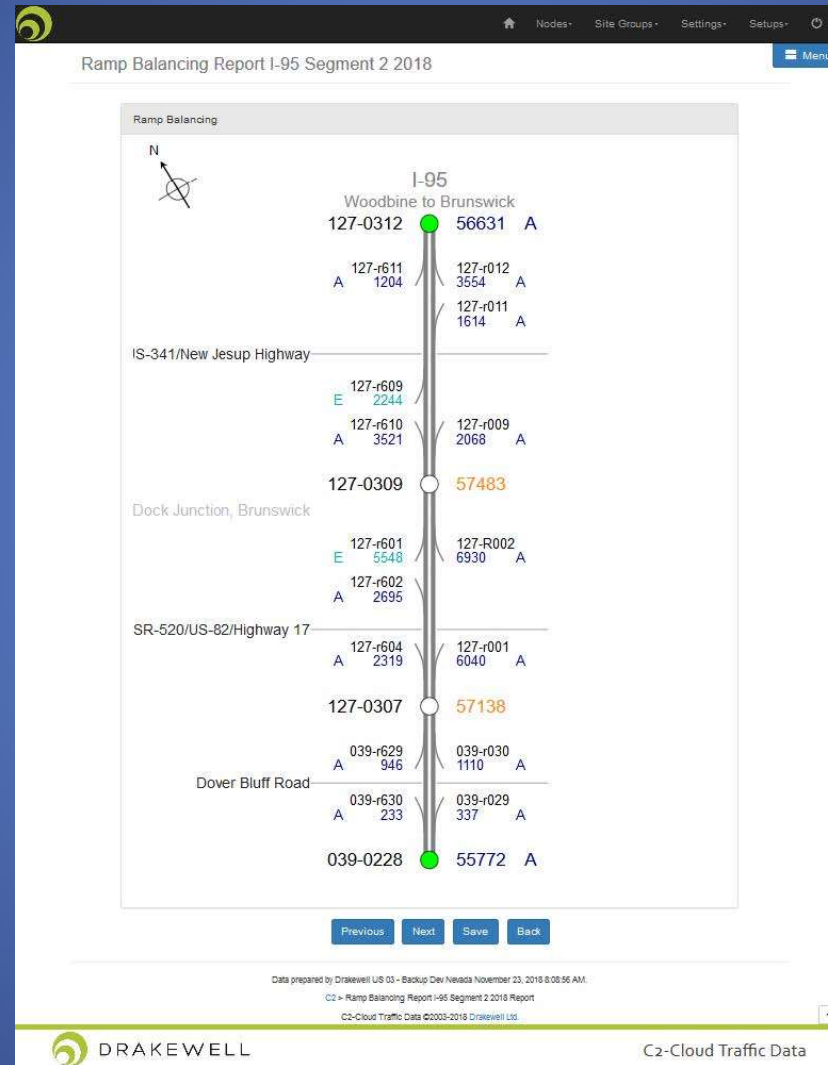 Nodes Site Groups Settings Setups
Ramp Balancing Report I-95 Segment 2 2018
Menu
Ramp Balancing
N
I-95
Woodbine to Brunswick
127-0312 56631 A
127-r611 127-r012
A 1204 3554 A
127-r011
1614 A
IS-341/New Jesup Highway
127-r609
E 2244
127-r610 127-r009
A 3521 2068 A
127-0309 57483
Dock Junction, Brunswick
127-r601 127-R002
E 5548 6930 A
127-r602
A 2695
SR-520/US-82/Highway 17
127-r604 127-r001
A 2319 6040 A
127-0307 57138
039-r629 039-r030
A 946 1110 A
Dover Bluff Road
039-r630 039-r029
A 233 337 A
039-0228 55772 A
Previous Next Save Back
Data prepared by Drakewell US 03 - Backup Dev Nevada November 23, 2018 8:08:56 AM.
C2 > Ramp Balancing Report I-95 Segment 2 2018 Report
C2-Cloud Traffic Data ©2003-2018 Drakewell Ltd.
DRAKEWELL C2-Cloud Traffic Data